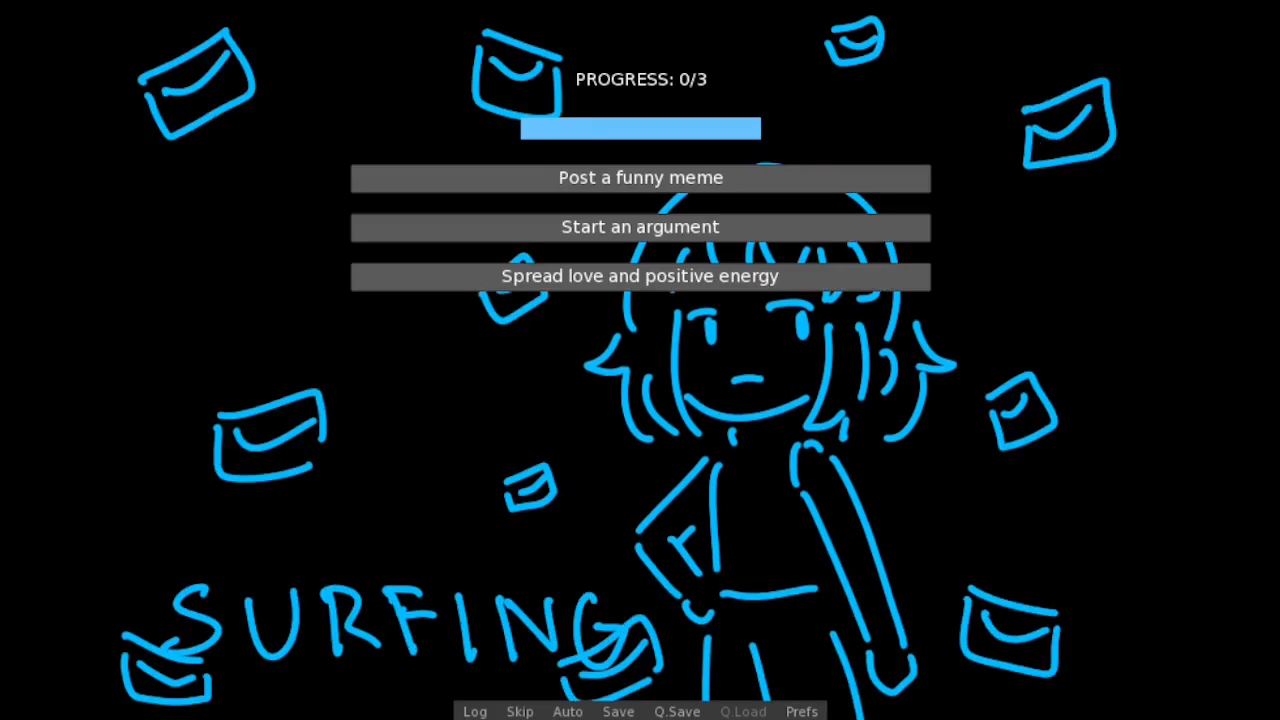 PROGRESS: 0/3
Post a funny meme
Start an argument
Spread love and positive energy
SURFING
Log Skip Auto Save Q.Save Q.Load Prefs